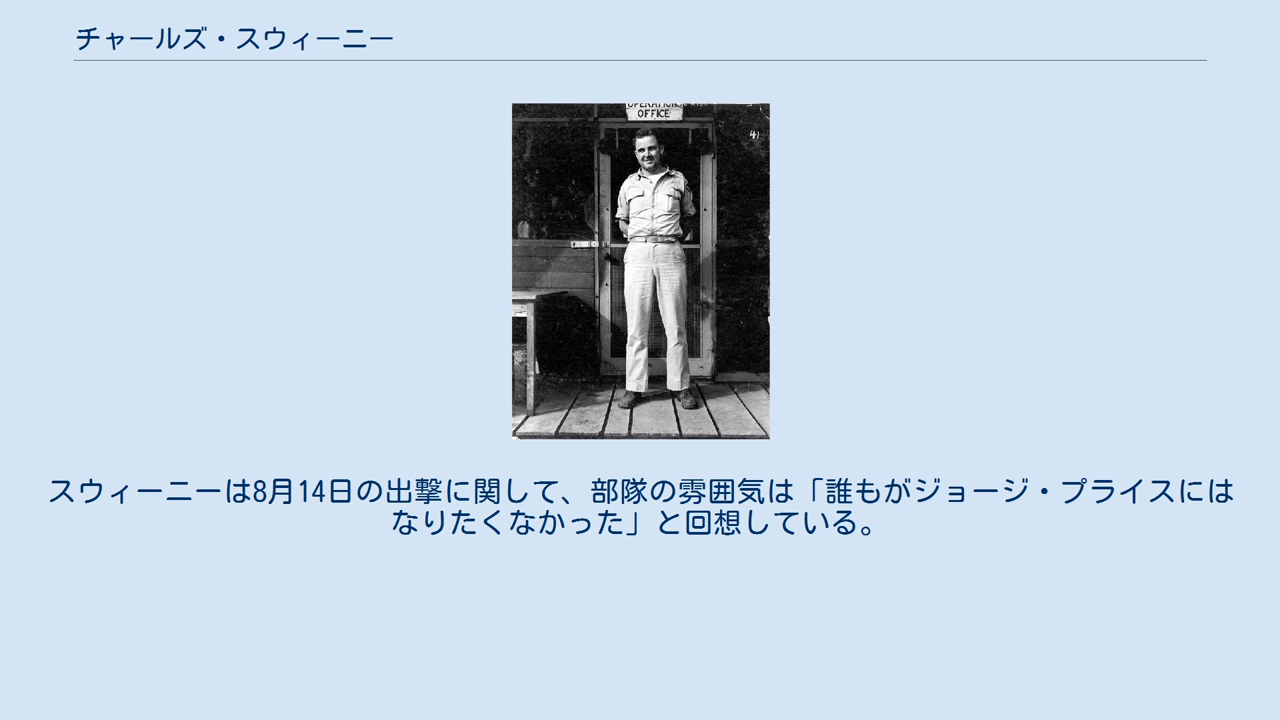 チャールズ・スウィーニー
OFFICE
41
スウィーニーは8月14日の出撃に関して、部隊の雰囲気は「誰もがジョージ・プライスには
なりたくなかった」と回想している。